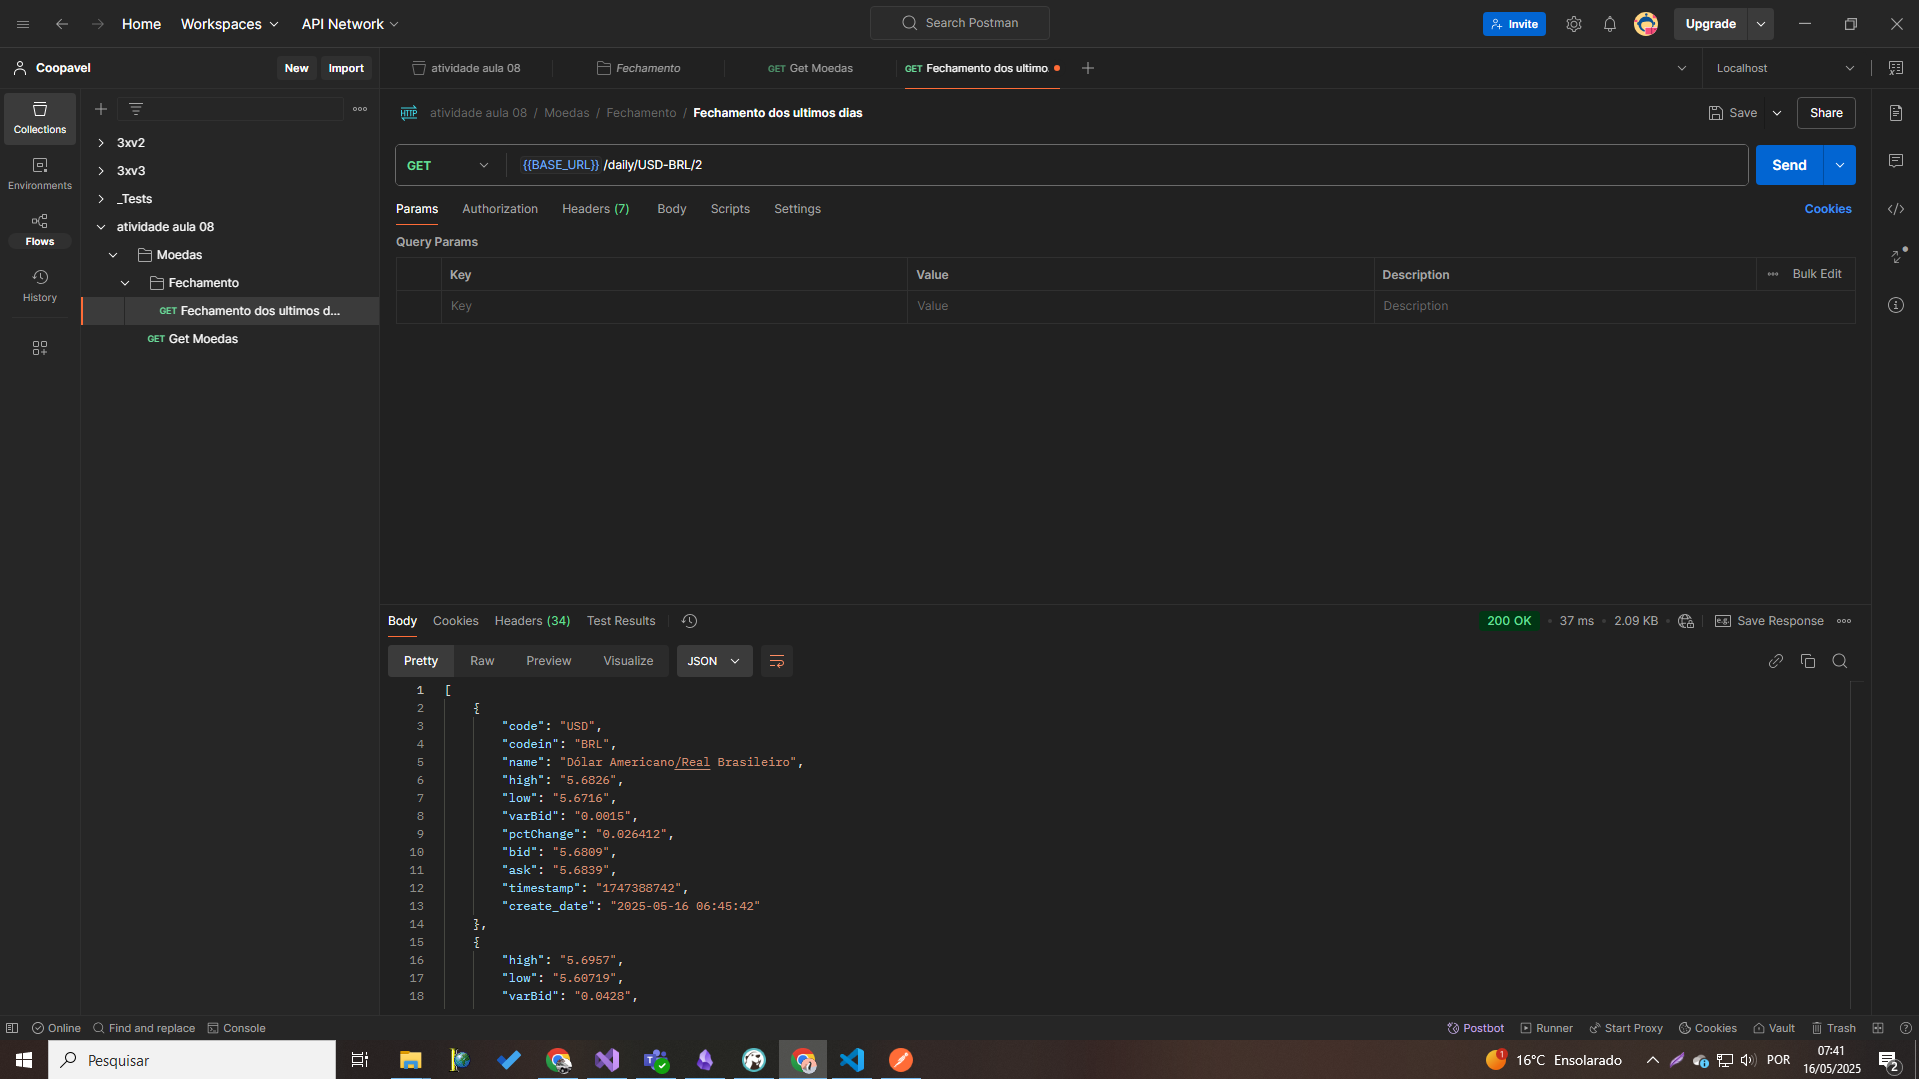 Home
Workspaces
API Network
Search Postman
Invite
Upgrade
Coopavel
New
Import
atividade aula 08
Fechamento
GET Get Moedas
GET Fechamento dos ultimo
Localhost
Collections
Environments
Flows
History
3xv2
3xv3
_Tests
atividade aula 08
Moedas
Fechamento
GET Fechamento dos ultimos d...
GET Get Moedas
HTTP atividade aula 08 / Moedas / Fechamento / Fechamento dos ultimos dias
Save
Share
GET
{{BASE_URL}} /daily/USD-BRL/2
Send
Params
Authorization
Headers (7)
Body
Scripts
Settings
Cookies
Query Params
Key
Value
Description
Bulk Edit
Key
Value
Description
Body
Cookies
Headers (34)
Test Results
200 OK
37 ms
2.09 KB
e.g. Save Response
Pretty
Raw
Preview
Visualize
JSON
1 [
2 {
3 "code": "USD",
4 "codein": "BRL",
5 "name": "Dólar Americano/Real Brasileiro",
6 "high": "5.6826",
7 "low": "5.6716",
8 "varBid": "0.0015",
9 "pctChange": "0.026412",
10 "bid": "5.6809",
11 "ask": "5.6839",
12 "timestamp": "1747388742",
13 "create_date": "2025-05-16 06:45:42"
14 },
15 {
16 "high": "5.6957",
17 "low": "5.60719",
18 "varBid": "0.0428",
Online
Find and replace
Console
Postbot
Runner
Start Proxy
Cookies
Vault
Trash
Pesquisar
1
16°C Ensolarado
POR
07:41
16/05/2025
2